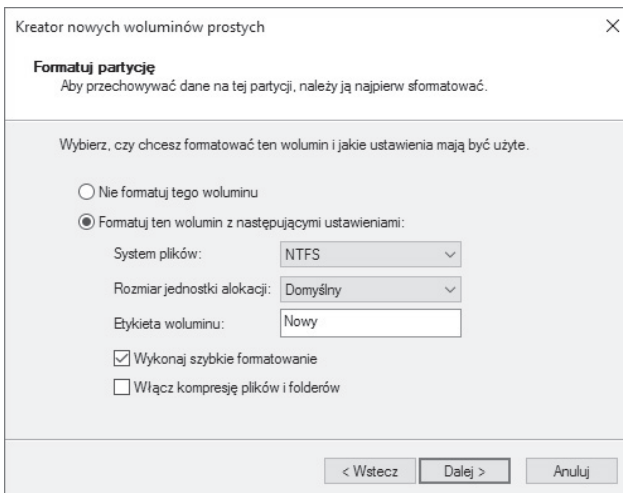 Kreator nowych woluminów prostych
Formatuj partycję
Aby przechowywać dane na tej partycji, należy ją najpierw sformatować.
Wybierz, czy chcesz formatować ten wolumin i jakie ustawienia mają być użyte.
Nie formatuj tego woluminu
Formatuj ten wolumin z następującymi ustawieniami:
System plików: NTFS
Rozmiar jednostki alokacji: Domyślny
Etykieta woluminu: Nowy
Wykonaj szybkie formatowanie
Włącz kompresję plików i folderów
< Wstecz Dalej > Anuluj